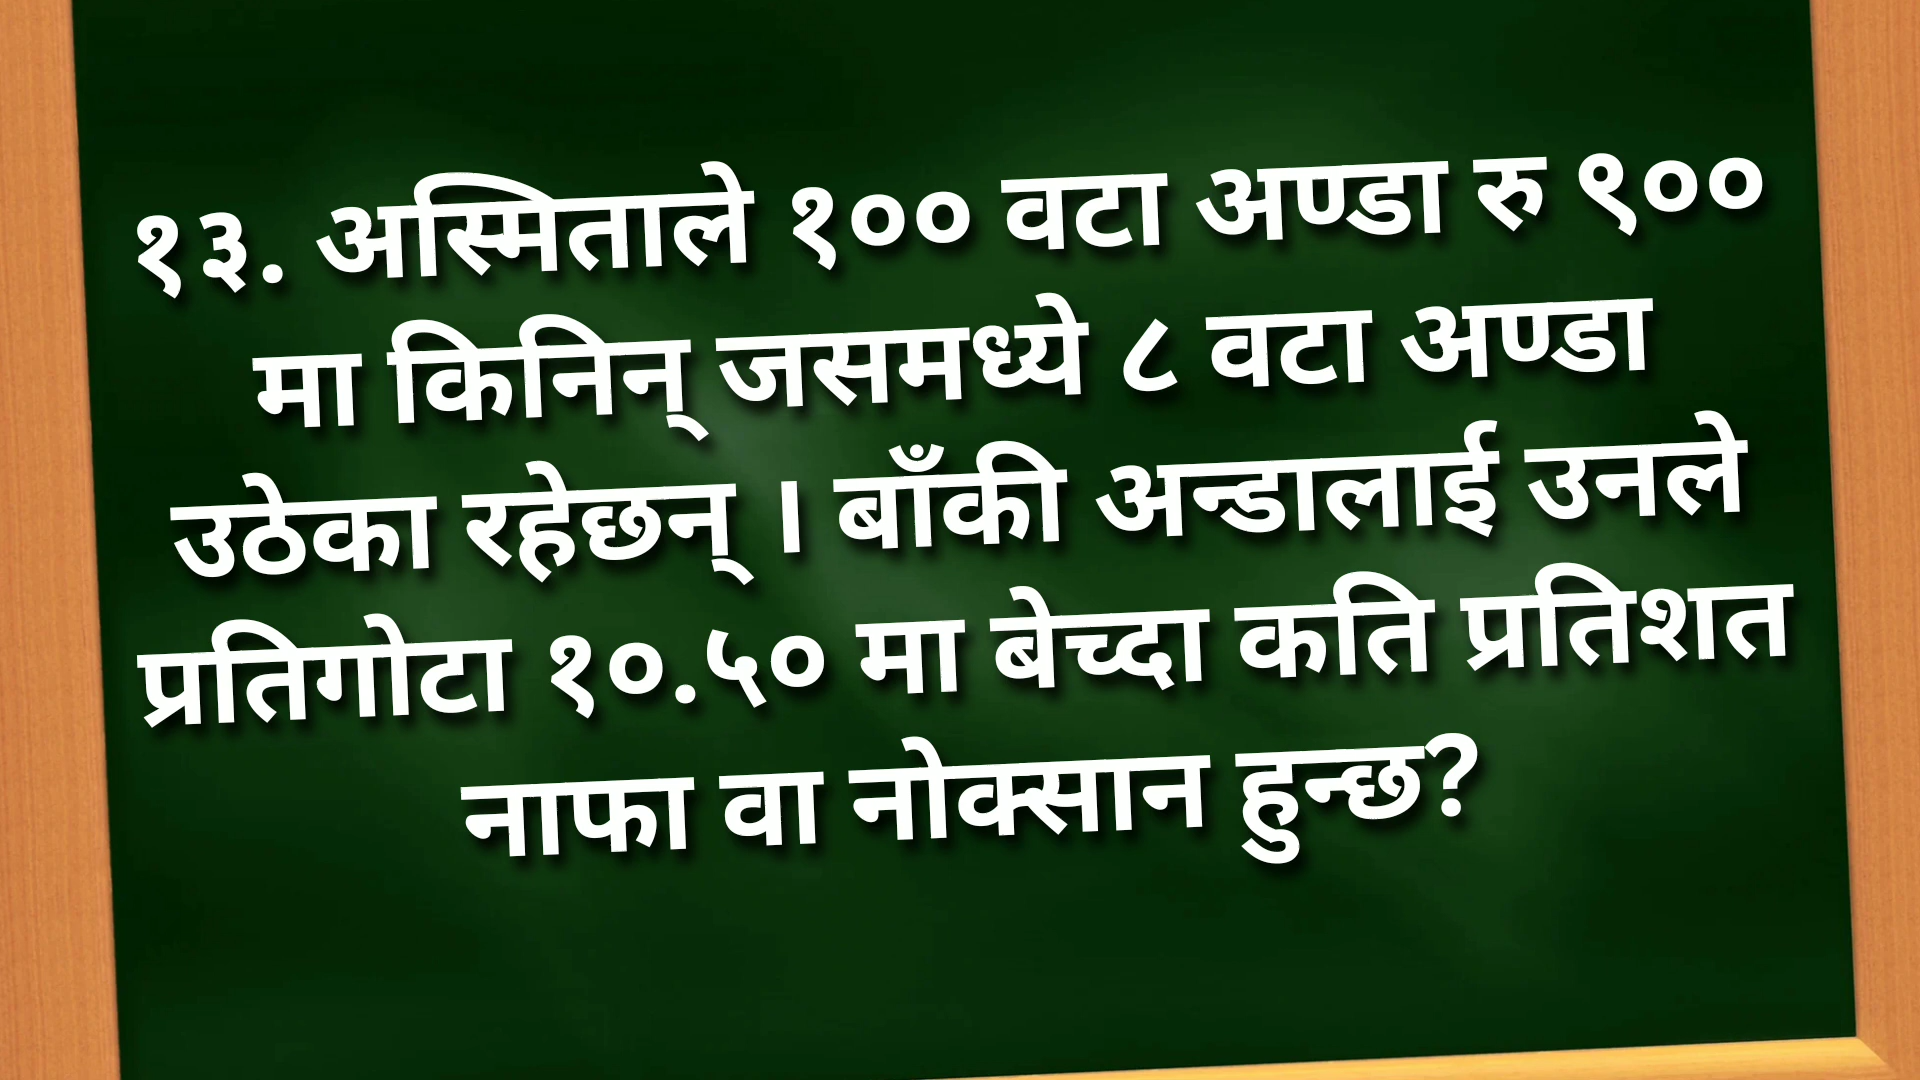 १३. अस्मिताले १०० वटा अण्डा रु ९००
मा किनिन् जसमध्ये ८ वटा अण्डा
उठेका रहेछन् । बाँकी अन्डालाई उनले
प्रतिगोटा १०.५० मा बेच्दा कति प्रतिशत
नाफा वा नोक्सान हुन्छ?